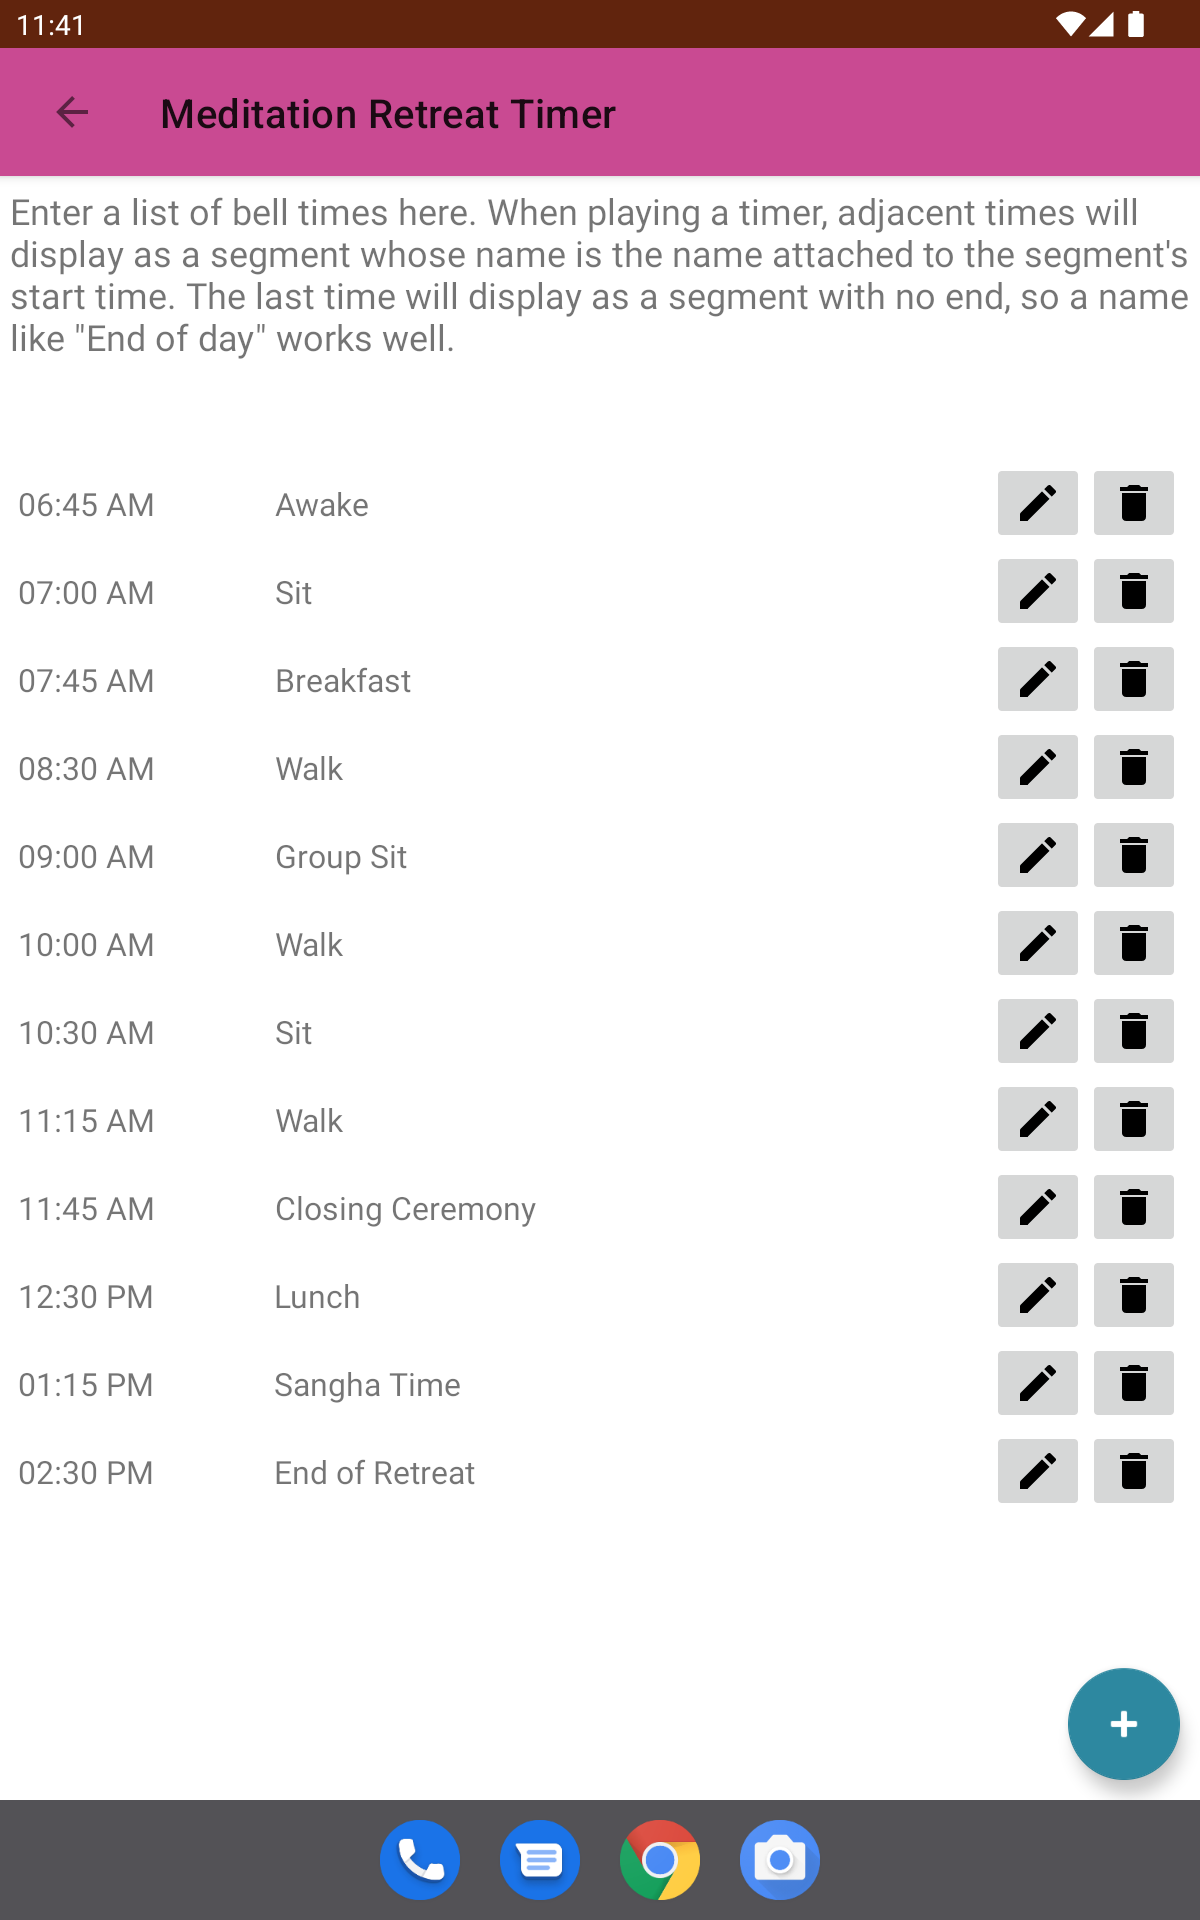 11:41
Meditation Retreat Timer
Enter a list of bell times here. When playing a timer, adjacent times will
display as a segment whose name is the name attached to the segment's
start time. The last time will display as a segment with no end, so a name
like "End of day" works well.
06:45 AM Awake
07:00 AM Sit
07:45 AM Breakfast
08:30 AM Walk
09:00 AM Group Sit
10:00 AM Walk
10:30 AM Sit
11:15 AM Walk
11:45 AM Closing Ceremony
12:30 PM Lunch
01:15 PM Sangha Time
02:30 PM End of Retreat